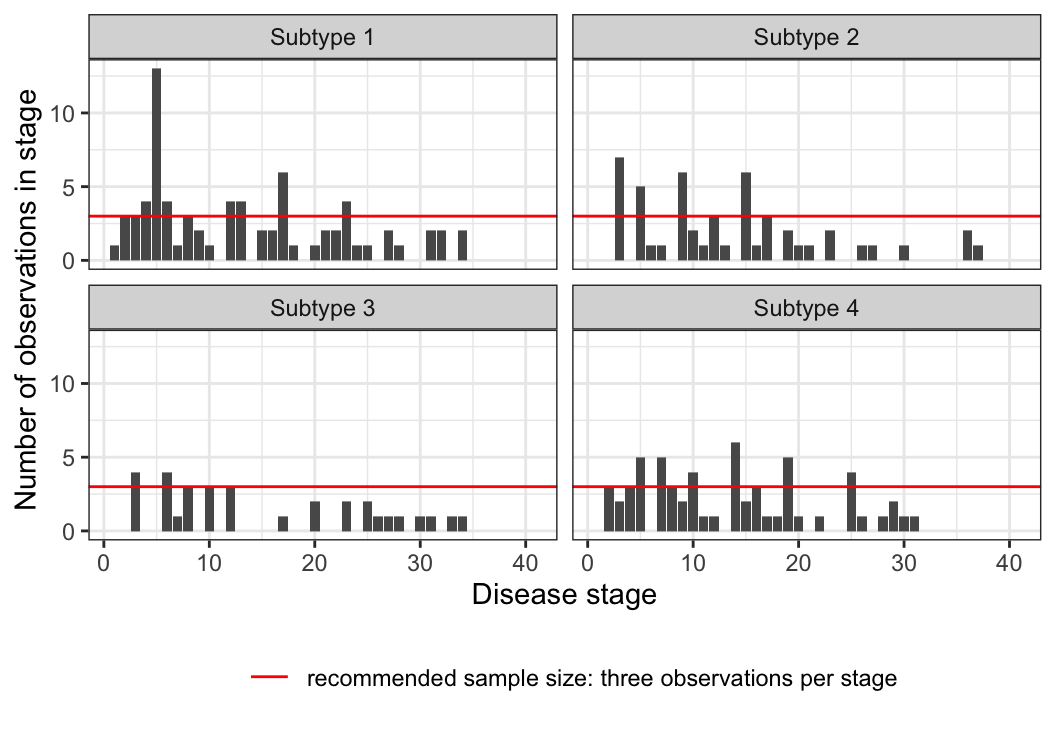 Subtype 1
Subtype 2
10
5
0
Subtype 3
Subtype 4
10
5
0
0 10 20 30 40
0 10 20 30 40
Number of observations in stage
Disease stage
recommended sample size: three observations per stage